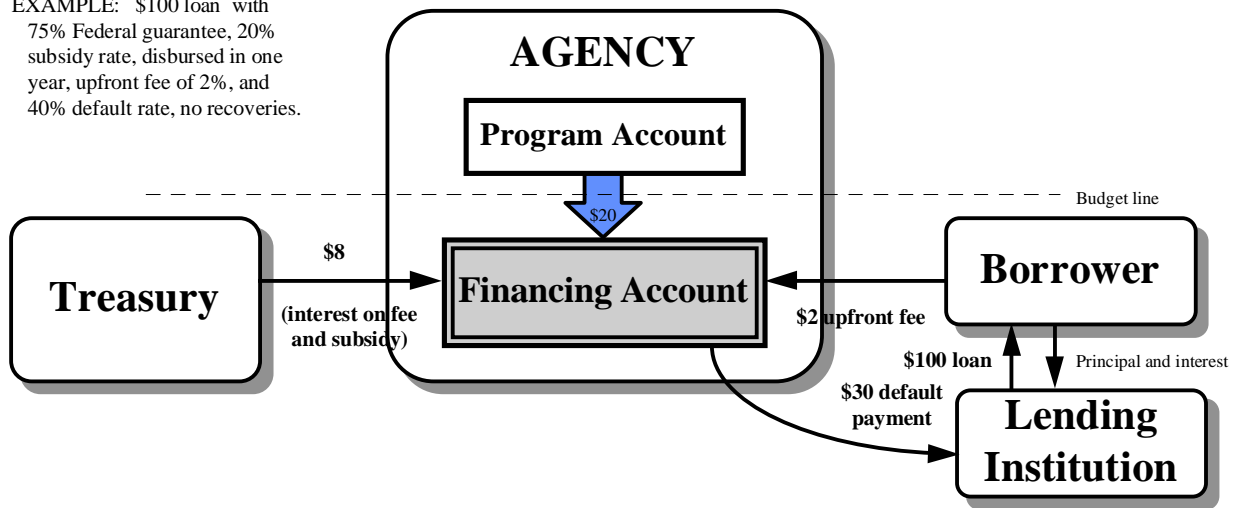 EXAMPLE: $100 loan with
75% Federal guarantee, 20%
subsidy rate, disbursed in one
year, upfront fee of 2%, and
40% default rate, no recoveries.
AGENCY
Program Account
Budget line
$20
Treasury
$8
(interest on fee
and subsidy)
Financing Account
Borrower
$2 upfront fee
$100 loan
Principal and interest
$30 default
payment
Lending
Institution